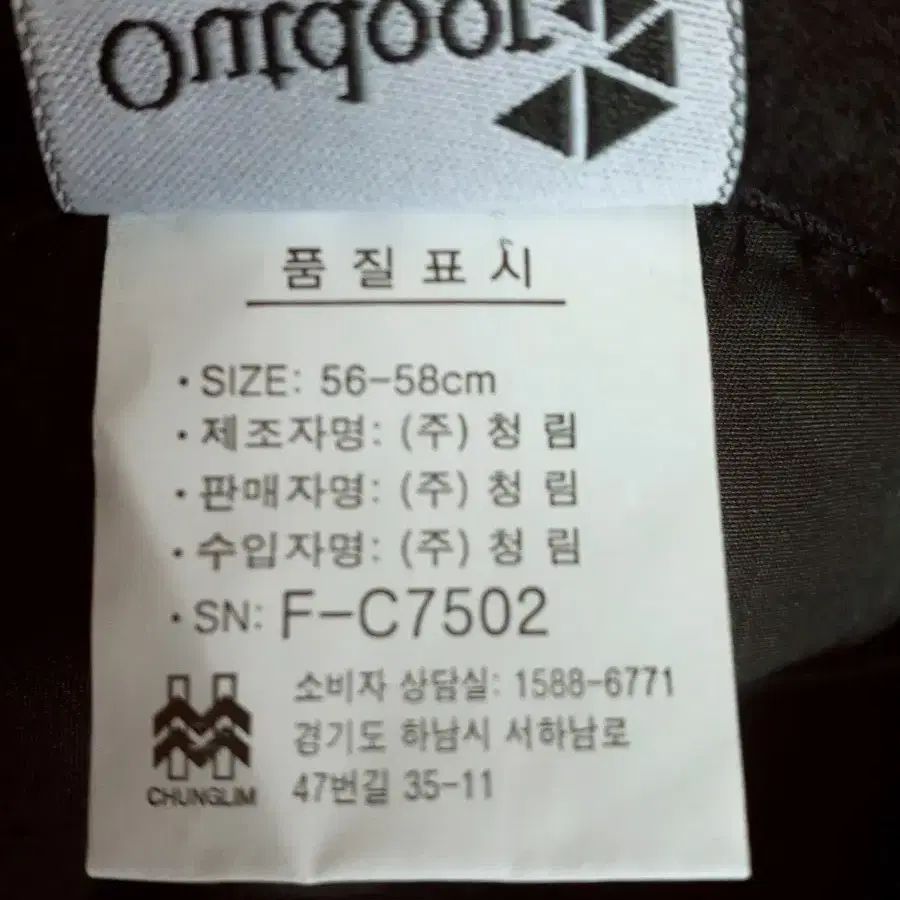 Outdoor
품질표시
• SIZE: 56-58cm
• 제조자명: (주) 청 림
• 판매자명: (주) 청 림
• 수입자명: (주) 청 림
• SN: F-C7502
소비자 상담실: 1588-6771
경기도 하남시 서하남로
47번길 35-11
CHUNGLIM